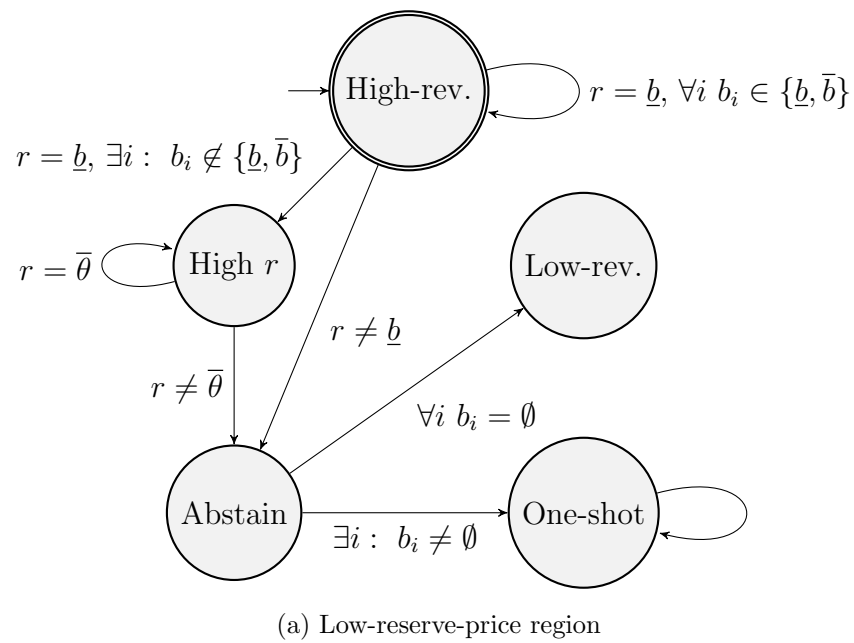 High-rev.
r = b̲, ∀i b_i ∈ {b̲, b̅}
r = b̲, ∃i : b_i ∉ {b̲, b̅}
High r
Low-rev.
r = θ̅
r ≠ b̲
r ≠ θ̅
∀i b_i = ∅
Abstain
One-shot
∃i : b_i ≠ ∅
(a) Low-reserve-price region